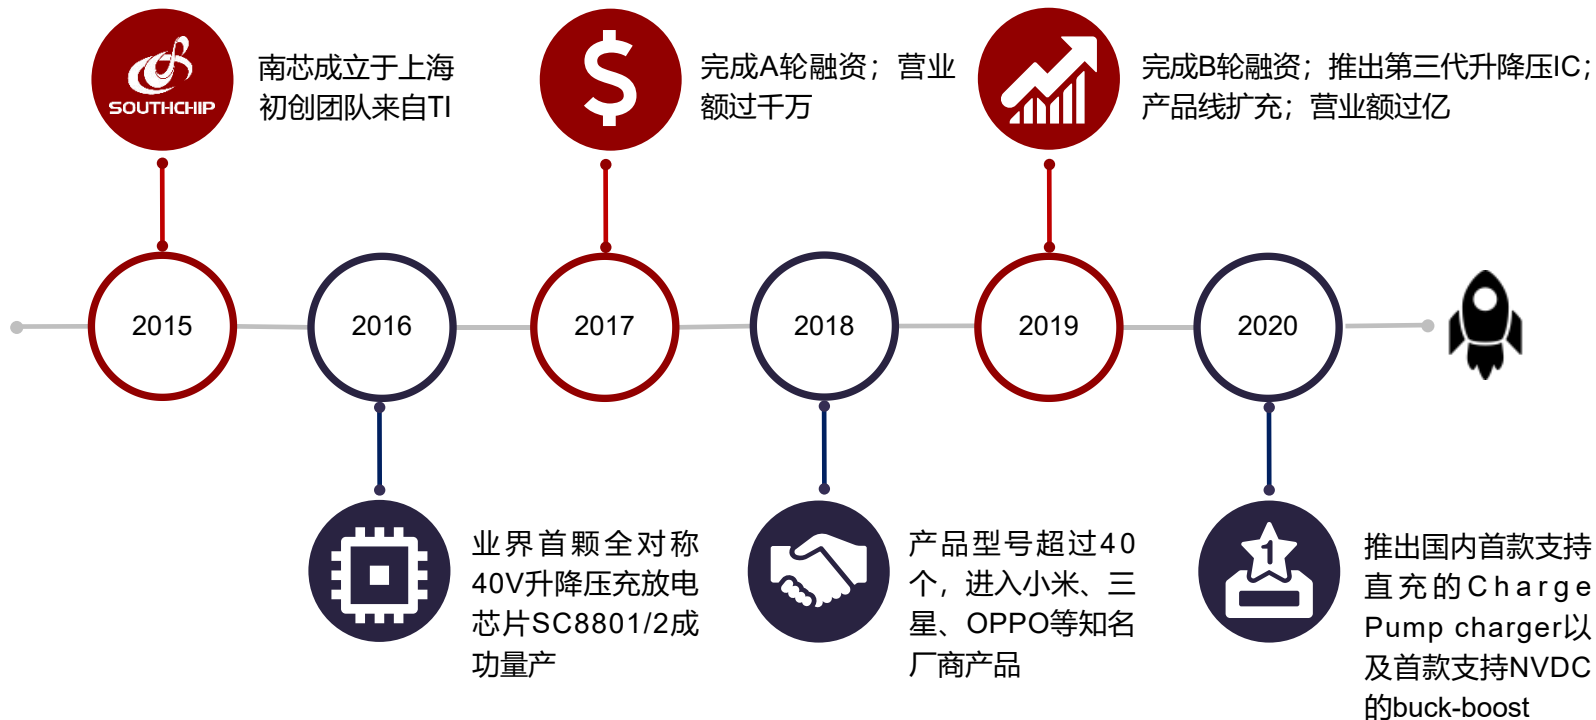 SOUTHCHIP
南芯成立于上海
初创团队来自TI
$
完成A轮融资；营业
额过千万
完成B轮融资；推出第三代升降压IC；
产品线扩充；营业额过亿
2015
2016
2017
2018
2019
2020
业界首颗全对称
40V升降压充放电
芯片SC8801/2成
功量产
产品型号超过40
个，进入小米、三
星、OPPO等知名
厂商产品
1
推出国内首款支持
直充的Charge
Pump charger以
及首款支持NVDC
的buck-boost